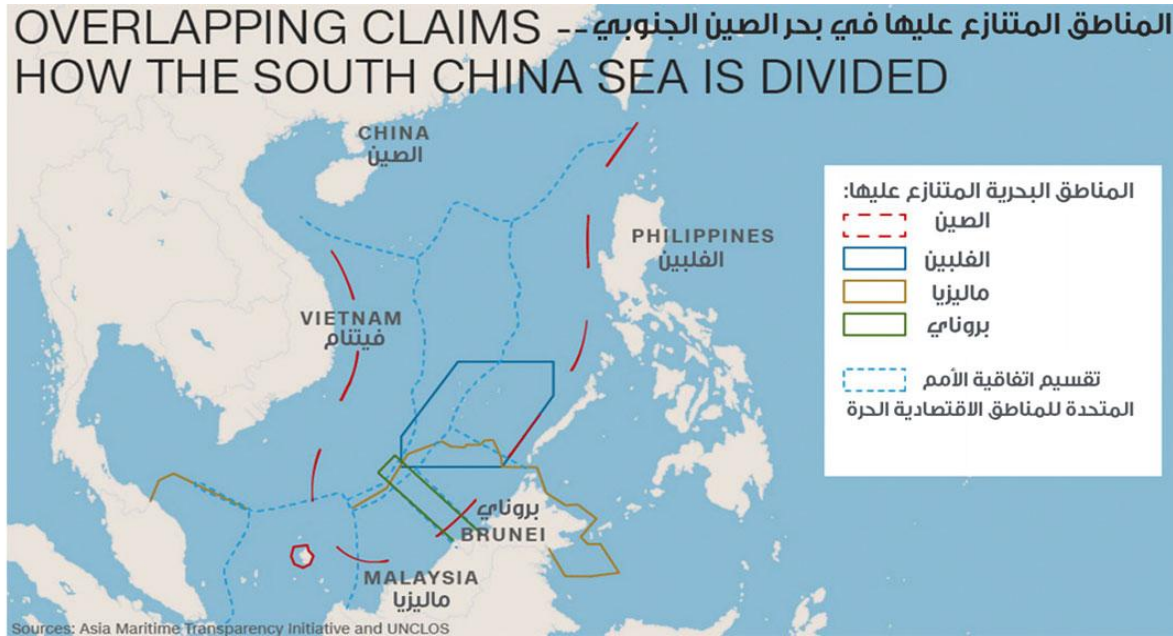 OVERLAPPING CLAIMS -- المناطق المتنازع عليها في بحر الصين الجنوبي
HOW THE SOUTH CHINA SEA IS DIVIDED
CHINA
الصين
PHILIPPINES
الفلبين
VIETNAM
فيتنام
بروناي
BRUNEI
MALAYSIA
ماليزيا
المناطق البحرية المتنازع عليها:
الصين
الفلبين
ماليزيا
بروناي
تقسيم اتفاقية الأمم
المتحدة للمناطق الاقتصادية الحرة
Sources: Asia Maritime Transparency Initiative and UNCLOS